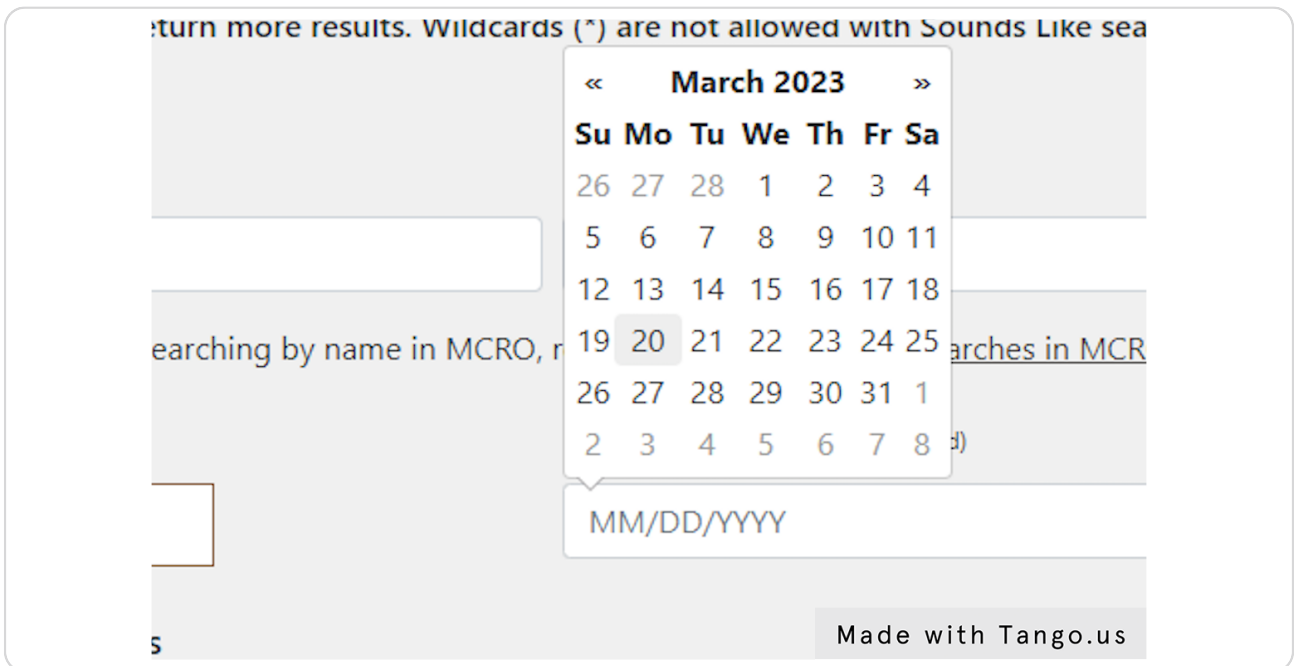 eturn more results. Wildcards (*) are not allowed with Sounds Like sea
« March 2023 »
Su Mo Tu We Th Fr Sa
26 27 28 1 2 3 4
5 6 7 8 9 10 11
12 13 14 15 16 17 18
19 20 21 22 23 24 25
26 27 28 29 30 31 1
2 3 4 5 6 7 8
earching by name in MCRO, r arches in MCR
d)
MM/DD/YYYY
s
Made with Tango.us